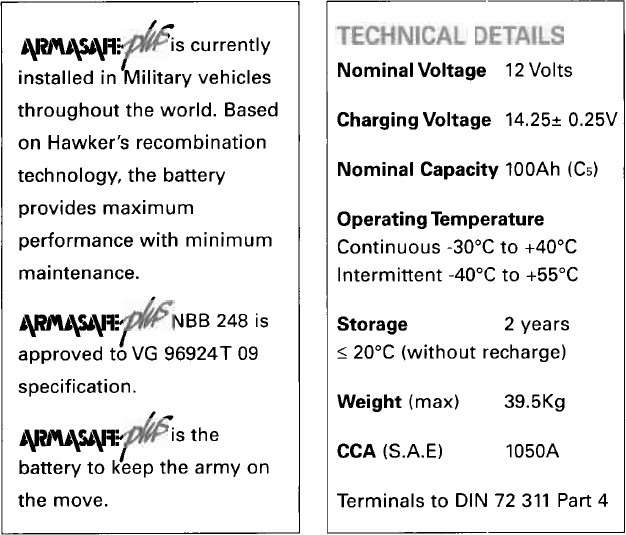 ARMASAFE plus is currently
installed in Military vehicles
throughout the world. Based
on Hawker's recombination
technology, the battery
provides maximum
performance with minimum
maintenance.
ARMASAFE plus NBB 248 is
approved to VG 96924T 09
specification.
ARMASAFE plus is the
battery to keep the army on
the move.
TECHNICAL DETAILS
Nominal Voltage 12 Volts
Charging Voltage 14.25± 0.25V
Nominal Capacity 100Ah (C₅)
Operating Temperature
Continuous -30°C to +40°C
Intermittent -40°C to +55°C
Storage 2 years
≤ 20°C (without recharge)
Weight (max) 39.5Kg
CCA (S.A.E) 1050A
Terminals to DIN 72 311 Part 4